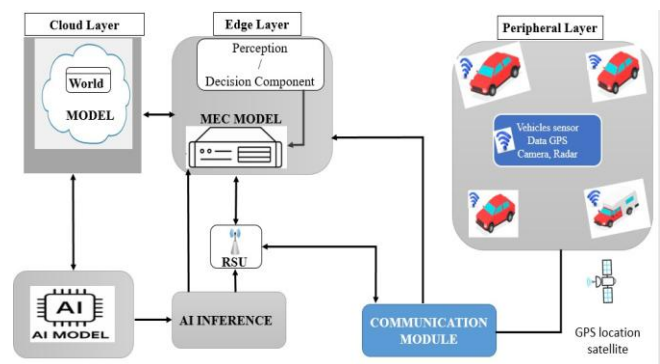 Cloud Layer
World
MODEL
Edge Layer
Perception
/
Decision Component
MEC MODEL
RSU
Peripheral Layer
Vehicles sensor
Data GPS
Camera, Radar
AI
AI MODEL
AI INFERENCE
COMMUNICATION
MODULE
GPS location
satellite